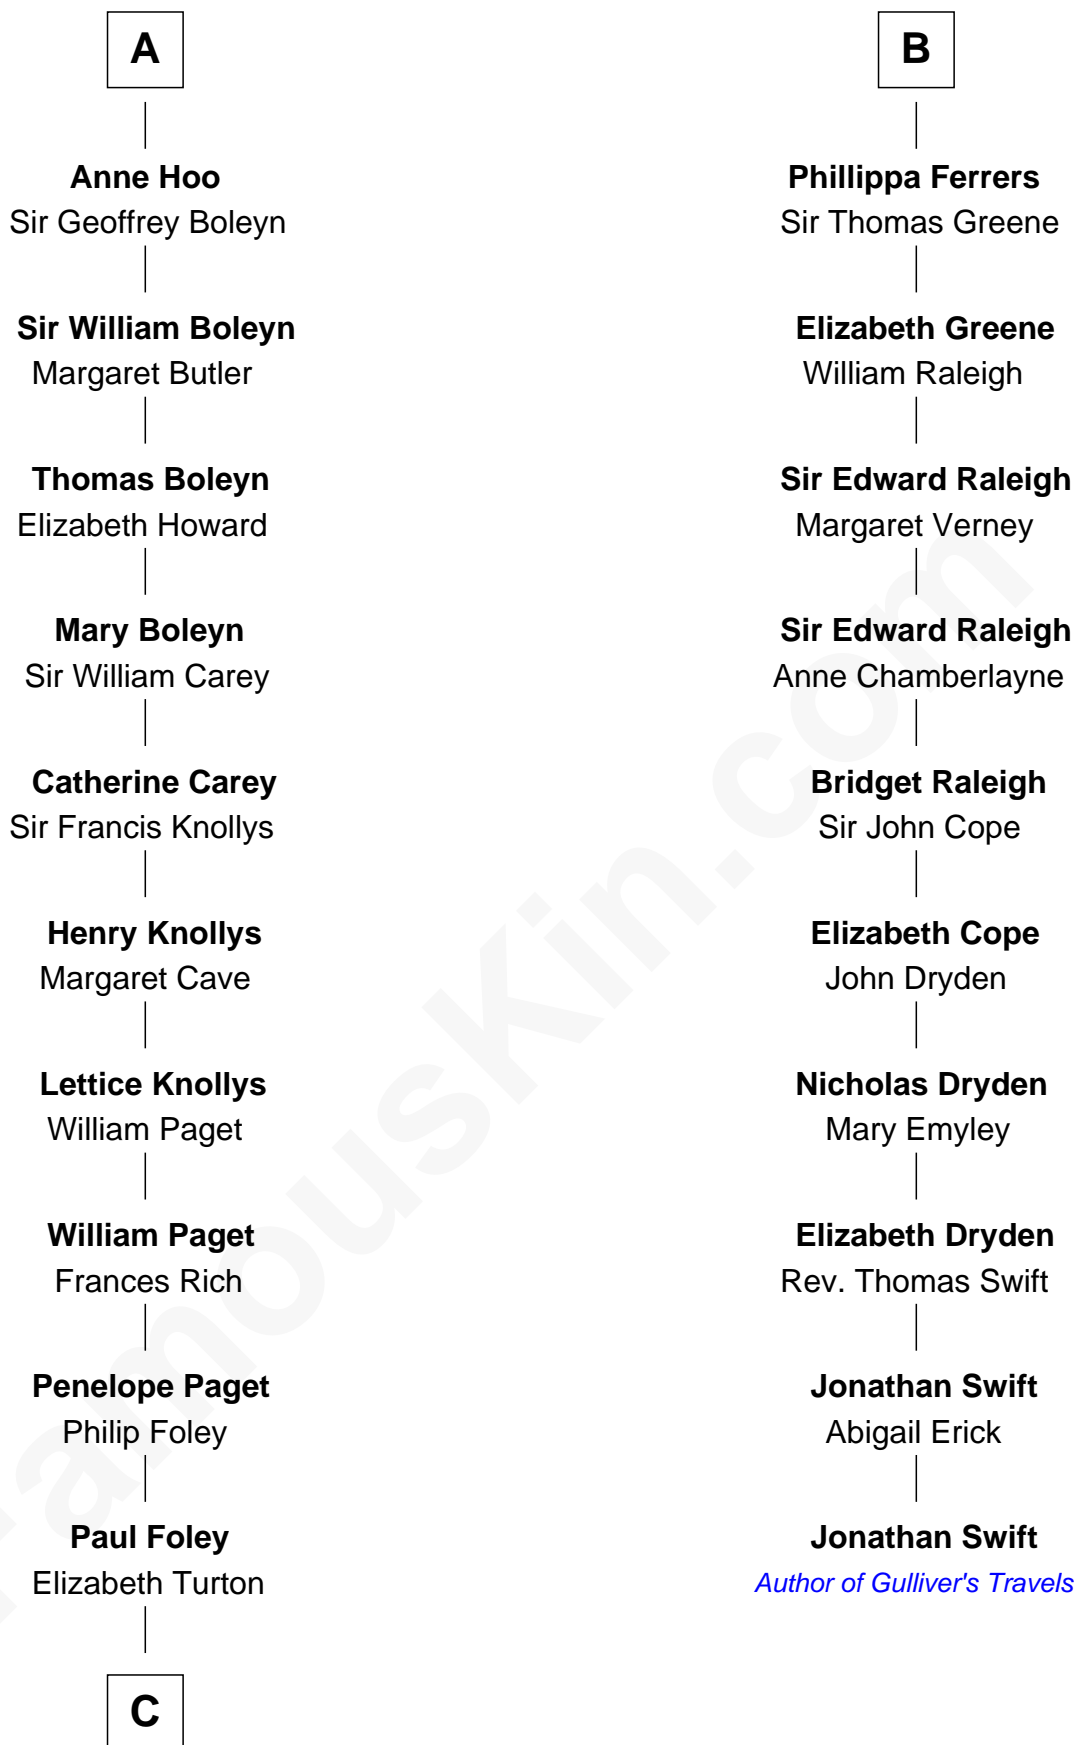 A
Anne Hoo
Sir Geoffrey Boleyn
Sir William Boleyn
Margaret Butler
Thomas Boleyn
Elizabeth Howard
Mary Boleyn
Sir William Carey
Catherine Carey
Sir Francis Knollys
Henry Knollys
Margaret Cave
Lettice Knollys
William Paget
William Paget
Frances Rich
Penelope Paget
Philip Foley
Paul Foley
Elizabeth Turton
C
B
Phillippa Ferrers
Sir Thomas Greene
Elizabeth Greene
William Raleigh
Sir Edward Raleigh
Margaret Verney
Sir Edward Raleigh
Anne Chamberlayne
Bridget Raleigh
Sir John Cope
Elizabeth Cope
John Dryden
Nicholas Dryden
Mary Emyley
Elizabeth Dryden
Rev. Thomas Swift
Jonathan Swift
Abigail Erick
Jonathan Swift
Author of Gulliver's Travels
FamousKin.com